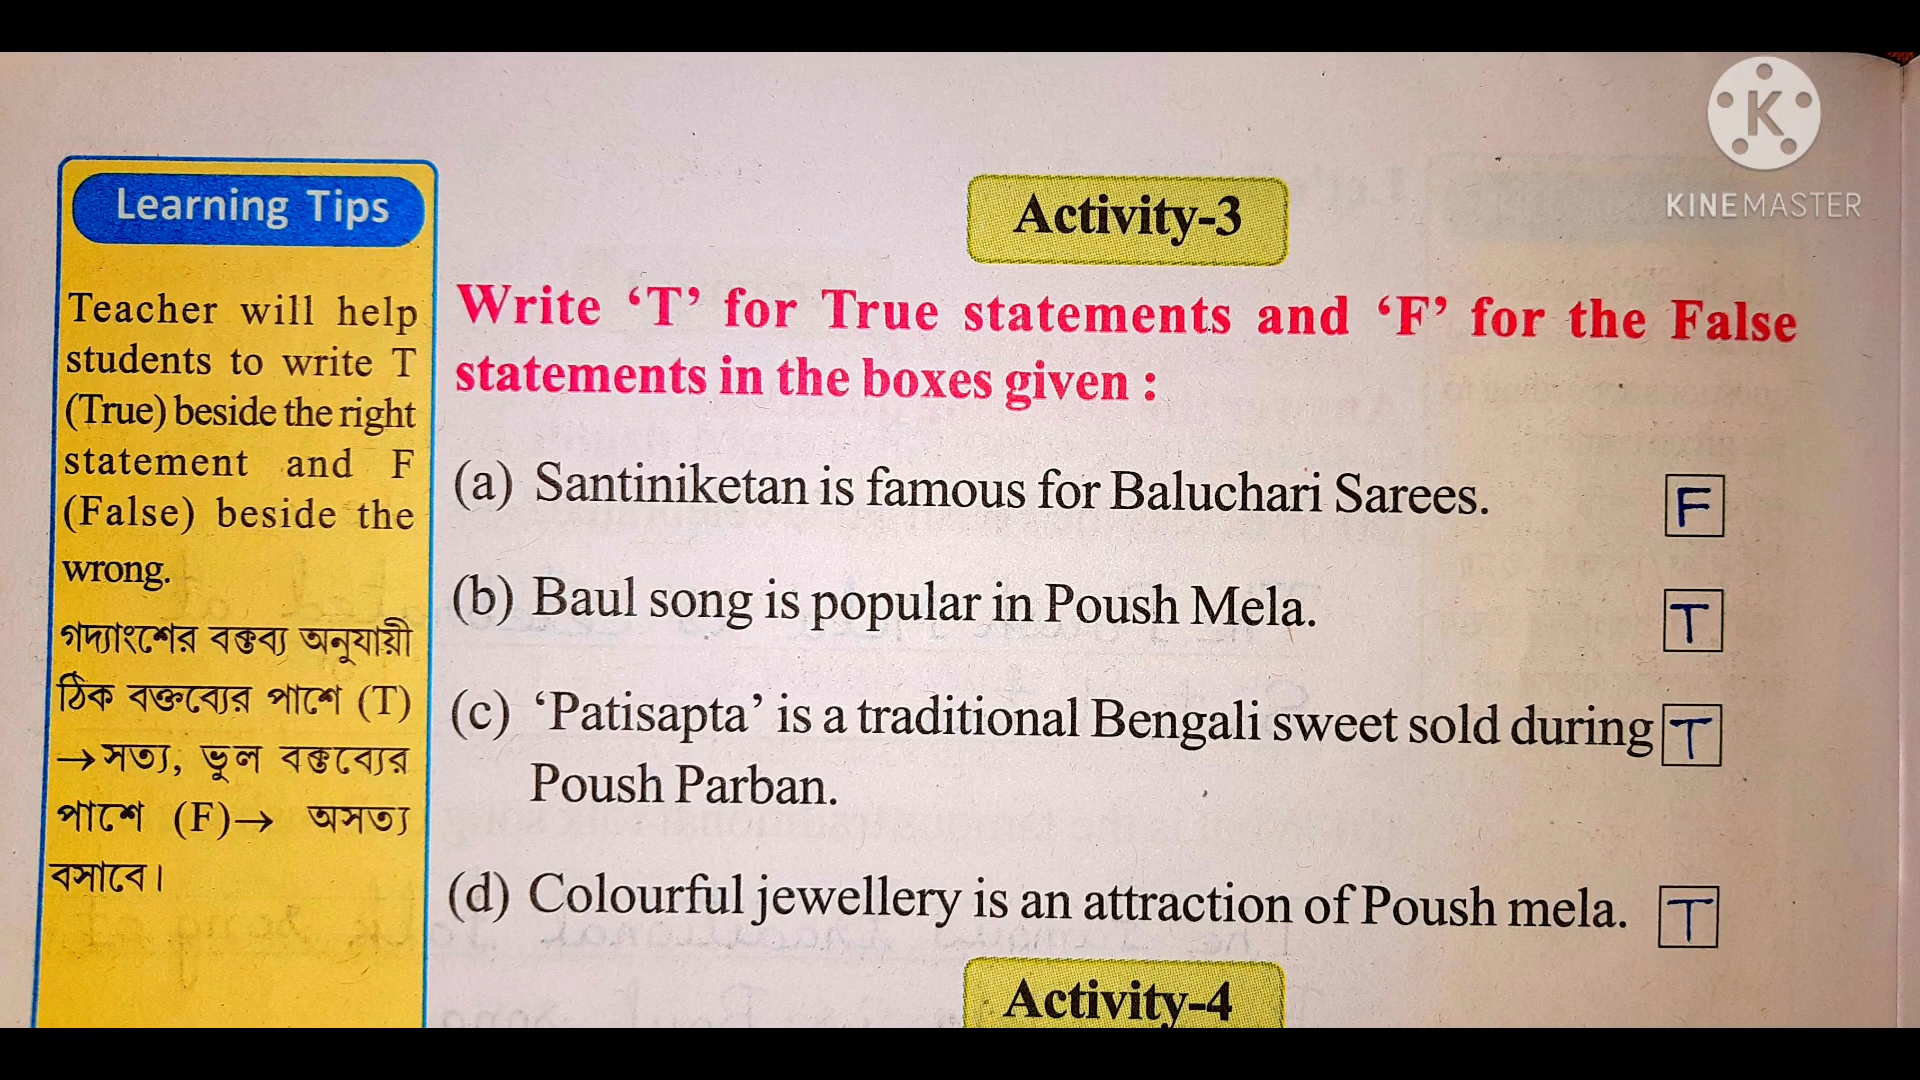 K
KINEMASTER
Learning Tips
Teacher will help
students to write T
(True) beside the right
statement and F
(False) beside the
wrong.
গদ্যাংশের বক্তব্য অনুযায়ী
ঠিক বক্তব্যের পাশে (T)
→সত্য, ভুল বক্তব্যের
পাশে (F)→ অসত্য
বসাবে।
Activity-3
Write ‘T’ for True statements and ‘F’ for the False
statements in the boxes given :
(a) Santiniketan is famous for Baluchari Sarees. F
(b) Baul song is popular in Poush Mela. T
(c) ‘Patisapta’ is a traditional Bengali sweet sold during T
Poush Parban.
(d) Colourful jewellery is an attraction of Poush mela. T
Activity-4